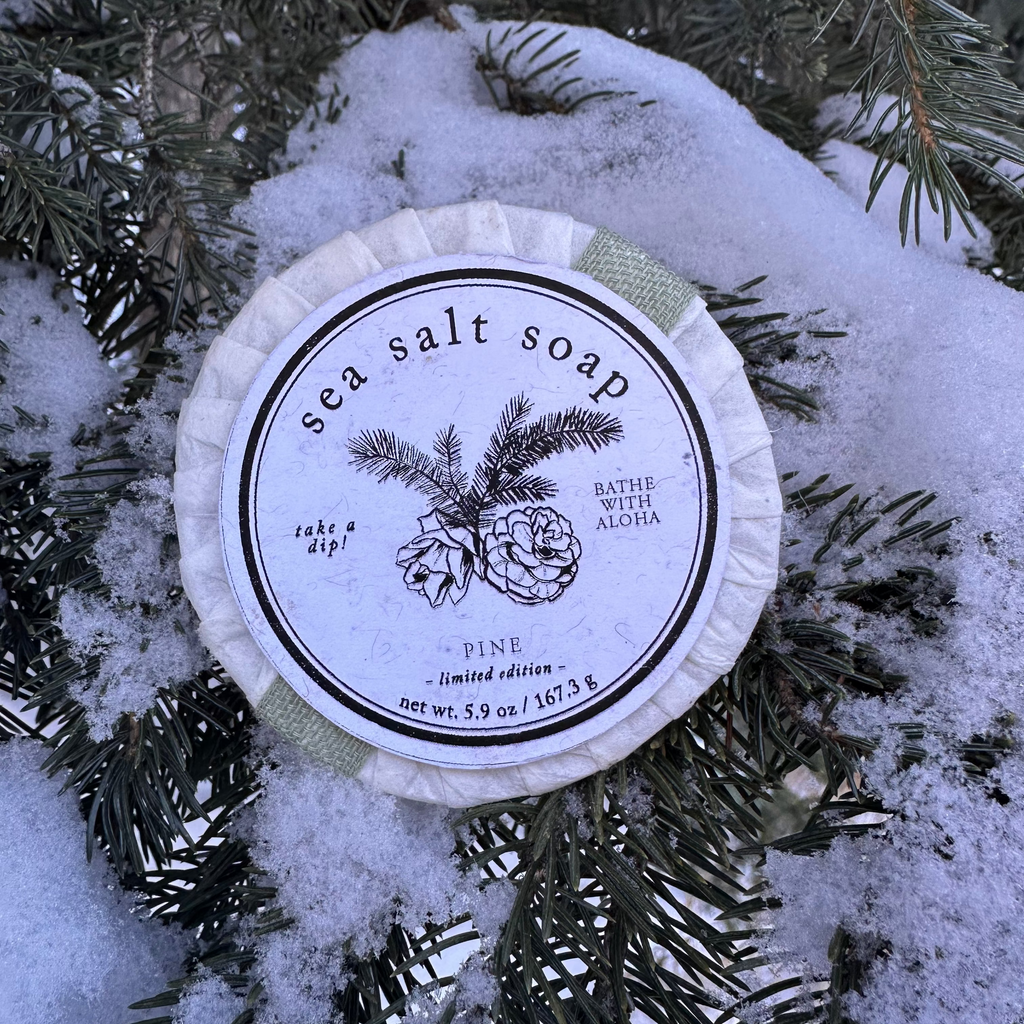 sea salt soap
take a
dip!
BATHE
WITH
ALOHA
PINE
– limited edition –
net wt. 5.9 oz / 167.3 g